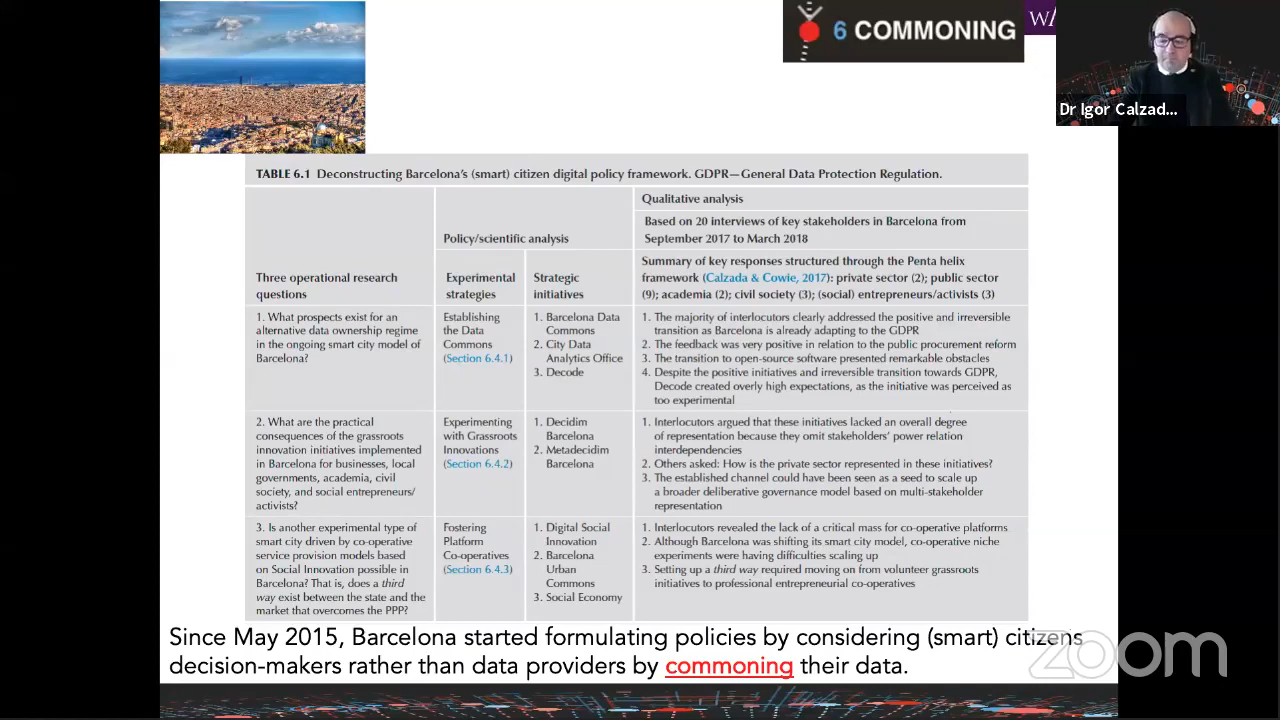 6 COMMONING
Dr Igor Calzad...
TABLE 6.1 Deconstructing Barcelona's (smart) citizen digital policy framework. GDPR—General Data Protection Regulation.
Three operational research
questions
Policy/scientific analysis
Experimental
strategies
Strategic
initiatives
Qualitative analysis
Based on 20 interviews of key stakeholders in Barcelona from
September 2017 to March 2018
Summary of key responses structured through the Penta helix
framework (Calzada & Cowie, 2017): private sector (2); public sector
(9); academia (2); civil society (3); (social) entrepreneurs/activists (3)
1. What prospects exist for an
alternative data ownership regime
in the ongoing smart city model of
Barcelona?
Establishing
the Data
Commons
(Section 6.4.1)
1. Barcelona Data
Commons
2. City Data
Analytics Office
3. Decode
1. The majority of interlocutors clearly addressed the positive and irreversible
transition as Barcelona is already adapting to the GDPR
2. The feedback was very positive in relation to the public procurement reform
3. The transition to open-source software presented remarkable obstacles
4. Despite the positive initiatives and irreversible transition towards GDPR,
Decode created overly high expectations, as the initiative was perceived as
too experimental
2. What are the practical
consequences of the grassroots
innovation initiatives implemented
in Barcelona for businesses, local
governments, academia, civil
society, and social entrepreneurs/
activists?
Experimenting
with Grassroots
Innovations
(Section 6.4.2)
1. Decidim
Barcelona
2. Metadecidim
Barcelona
1. Interlocutors argued that these initiatives lacked an overall degree
of representation because they omit stakeholders' power relation
interdependencies
2. Others asked: How is the private sector represented in these initiatives?
3. The established channel could have been seen as a seed to scale up
a broader deliberative governance model based on multi-stakeholder
representation
3. Is another experimental type of
smart city driven by co-operative
service provision models based
on Social Innovation possible in
Barcelona? That is, does a third
way exist between the state and the
market that overcomes the PPP?
Fostering
Platform
Co-operatives
(Section 6.4.3)
1. Digital Social
Innovation
2. Barcelona
Urban
Commons
3. Social Economy
1. Interlocutors revealed the lack of a critical mass for co-operative platforms
2. Although Barcelona was shifting its smart city model, co-operative niche
experiments were having difficulties scaling up
3. Setting up a third way required moving on from volunteer grassroots
initiatives to professional entrepreneurial co-operatives
Since May 2015, Barcelona started formulating policies by considering (smart) citizens
decision-makers rather than data providers by commoning their data.
zoom